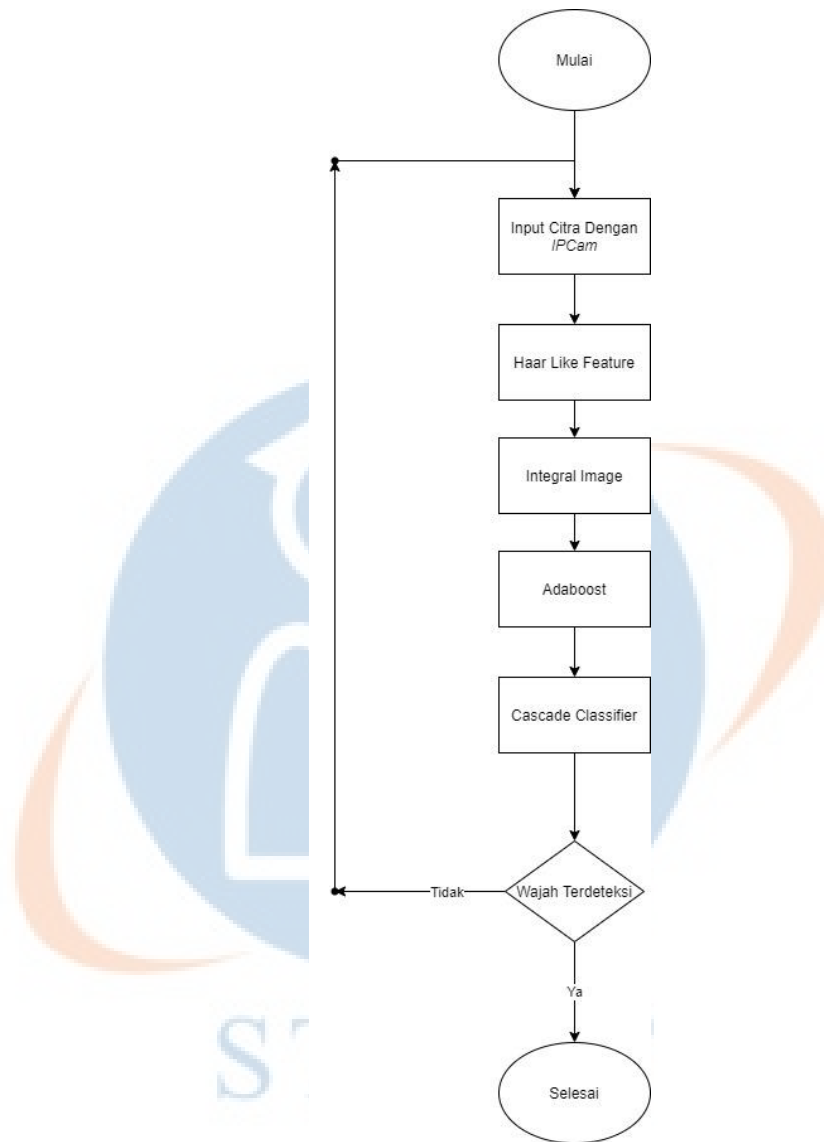 Mulai
Input Citra Dengan
IPCam
Haar Like Feature
Integral Image
Adaboost
Cascade Classifier
Tidak
Wajah Terdeteksi
Ya
Selesai